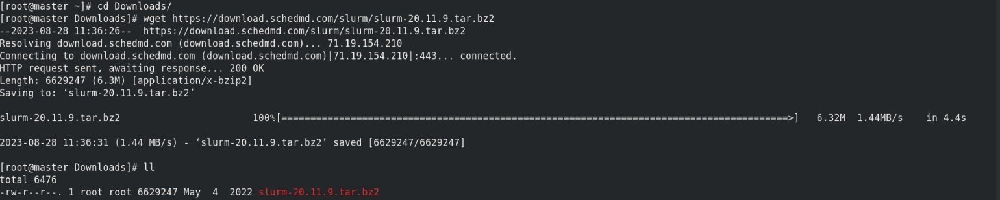 [root@master ~]# cd Downloads/
[root@master Downloads]# wget https://download.schedmd.com/slurm/slurm-20.11.9.tar.bz2
--2023-08-28 11:36:26--  https://download.schedmd.com/slurm/slurm-20.11.9.tar.bz2
Resolving download.schedmd.com (download.schedmd.com)... 71.19.154.210
Connecting to download.schedmd.com (download.schedmd.com)|71.19.154.210|:443... connected.
HTTP request sent, awaiting response... 200 OK
Length: 6629247 (6.3M) [application/x-bzip2]
Saving to: ‘slurm-20.11.9.tar.bz2’
slurm-20.11.9.tar.bz2                       100%[========================================================================================>]   6.32M  1.44MB/s    in 4.4s
2023-08-28 11:36:31 (1.44 MB/s) - ‘slurm-20.11.9.tar.bz2’ saved [6629247/6629247]
[root@master Downloads]# ll
total 6476
-rw-r--r--. 1 root root 6629247 May  4  2022 slurm-20.11.9.tar.bz2